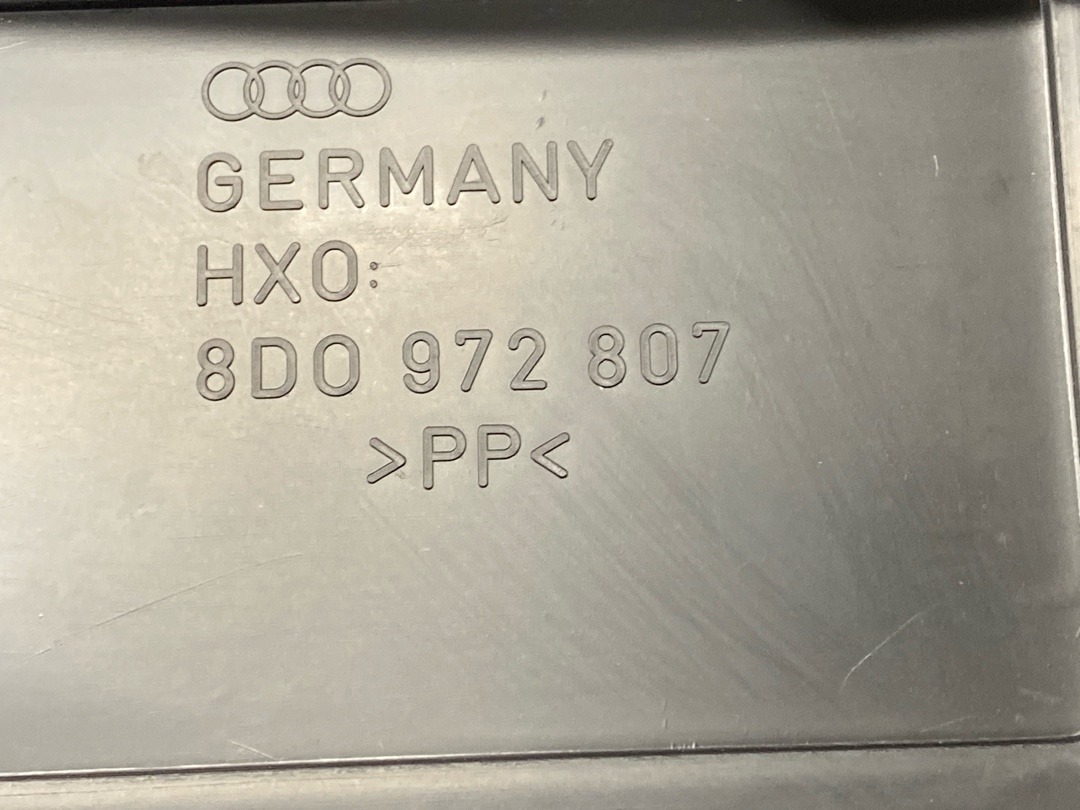 GERMANY
HXO:
8D0 972 807
>PP<